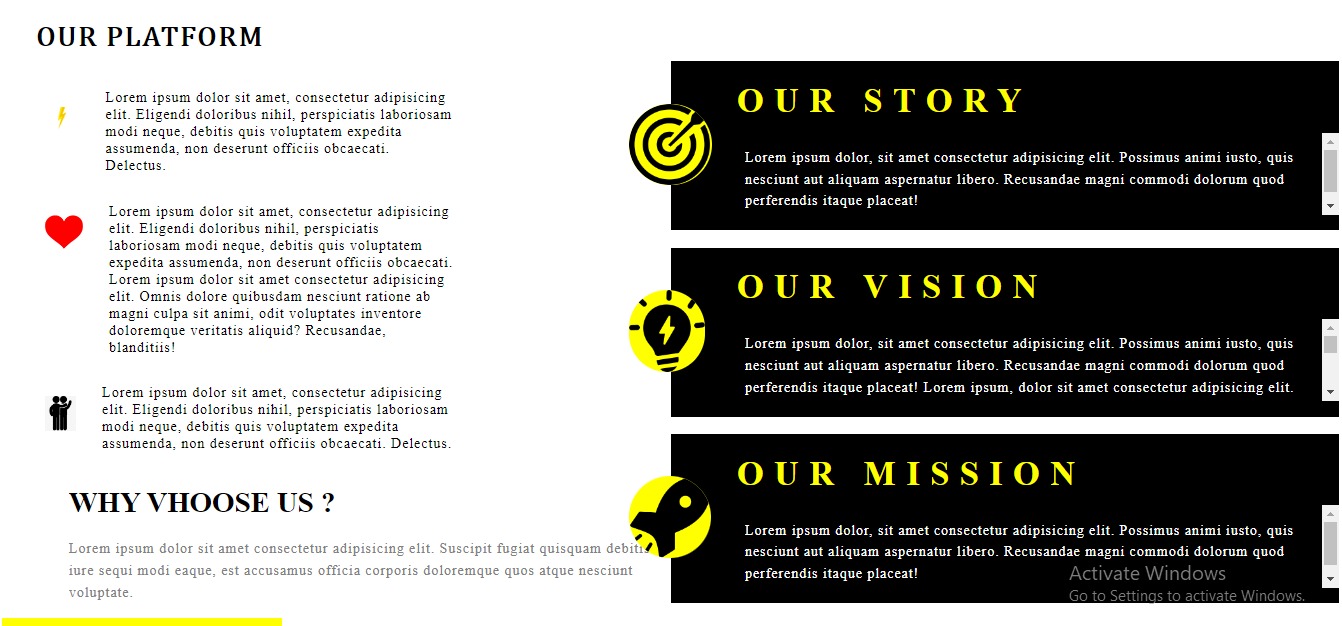 OUR PLATFORM
Lorem ipsum dolor sit amet, consectetur adipisicing
elit. Eligendi doloribus nihil, perspiciatis laboriosam
modi neque, debitis quis voluptatem expedita
assumenda, non deserunt officiis obcaecati.
Delectus.
Lorem ipsum dolor sit amet, consectetur adipisicing
elit. Eligendi doloribus nihil, perspiciatis
laboriosam modi neque, debitis quis voluptatem
expedita assumenda, non deserunt officiis obcaecati.
Lorem ipsum dolor sit amet consectetur adipisicing
elit. Omnis dolore quibusdam nesciunt ratione ab
magni culpa sit animi, odit voluptates inventore
doloremque veritatis aliquid? Recusandae,
blanditiis!
Lorem ipsum dolor sit amet, consectetur adipisicing
elit. Eligendi doloribus nihil, perspiciatis laboriosam
modi neque, debitis quis voluptatem expedita
assumenda, non deserunt officiis obcaecati. Delectus.
WHY VHOOSE US ?
Lorem ipsum dolor sit amet consectetur adipisicing elit. Suscipit fugiat quisquam debitis
iure sequi modi eaque, est accusamus officia corporis doloremque quos atque nesciunt
voluptate.
OUR STORY
Lorem ipsum dolor, sit amet consectetur adipisicing elit. Possimus animi iusto, quis
nesciunt aut aliquam aspernatur libero. Recusandae magni commodi dolorum quod
perferendis itaque placeat!
OUR VISION
Lorem ipsum dolor, sit amet consectetur adipisicing elit. Possimus animi iusto, quis
nesciunt aut aliquam aspernatur libero. Recusandae magni commodi dolorum quod
perferendis itaque placeat! Lorem ipsum, dolor sit amet consectetur adipisicing elit.
OUR MISSION
Lorem ipsum dolor, sit amet consectetur adipisicing elit. Possimus animi iusto, quis
nesciunt aut aliquam aspernatur libero. Recusandae magni commodi dolorum quod
perferendis itaque placeat!
Activate Windows
Go to Settings to activate Windows.